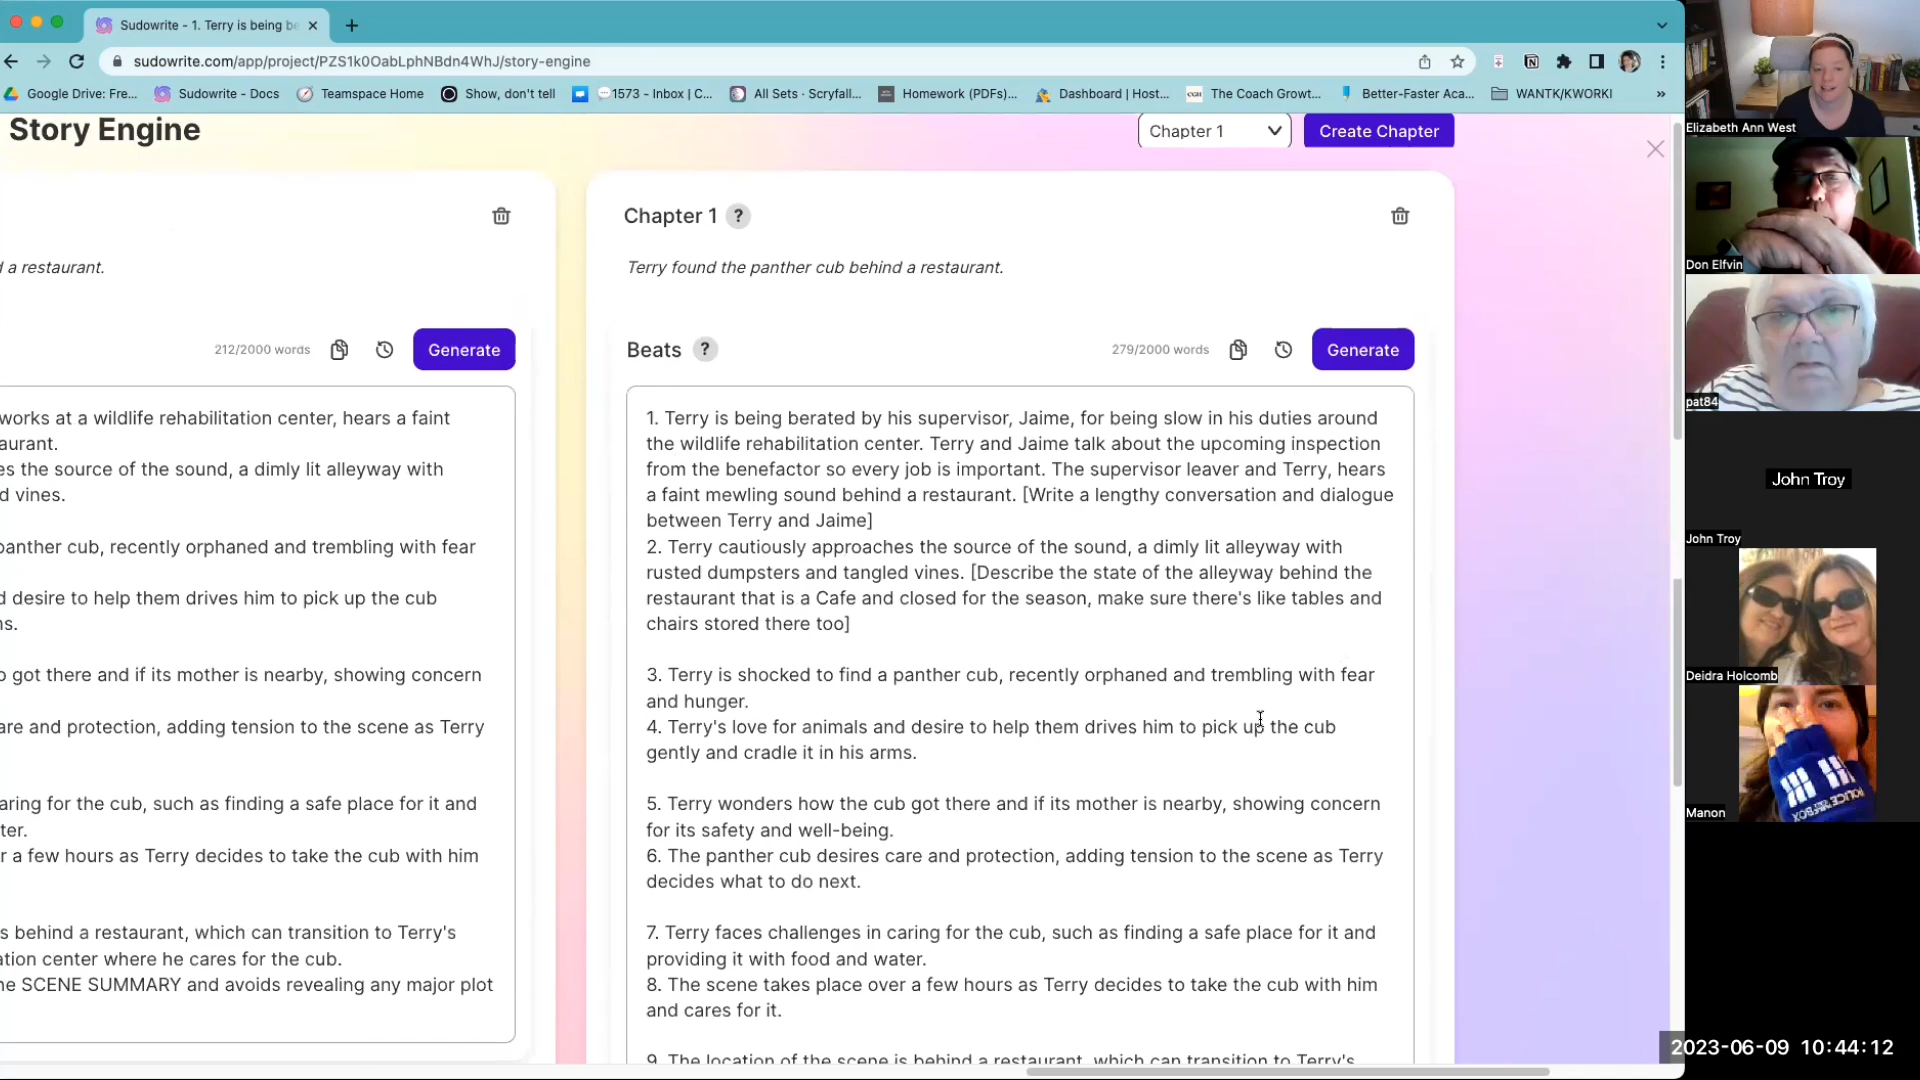 Sudowrite - 1. Terry is being be
sudowrite.com/app/project/PZS1k0OabLphNBdn4WhJ/story-engine
Google Drive: Fre...
Sudowrite - Docs
Teamspace Home
Show, don't tell
1573 - Inbox | C...
All Sets · Scryfall...
Homework (PDFs)...
Dashboard | Host...
The Coach Growt...
Better-Faster Aca...
WANTK/KWORKI
»
Story Engine
Chapter 1
Create Chapter
d a restaurant.
212/2000 words
Generate
works at a wildlife rehabilitation center, hears a faint
aurant.
es the source of the sound, a dimly lit alleyway with
d vines.
panther cub, recently orphaned and trembling with fear
d desire to help them drives him to pick up the cub
ns.
o got there and if its mother is nearby, showing concern
are and protection, adding tension to the scene as Terry
aring for the cub, such as finding a safe place for it and
ter.
r a few hours as Terry decides to take the cub with him
s behind a restaurant, which can transition to Terry's
ation center where he cares for the cub.
he SCENE SUMMARY and avoids revealing any major plot
Chapter 1 ?
Terry found the panther cub behind a restaurant.
Beats ?
279/2000 words
Generate
1. Terry is being berated by his supervisor, Jaime, for being slow in his duties around
the wildlife rehabilitation center. Terry and Jaime talk about the upcoming inspection
from the benefactor so every job is important. The supervisor leaver and Terry, hears
a faint mewling sound behind a restaurant. [Write a lengthy conversation and dialogue
between Terry and Jaime]
2. Terry cautiously approaches the source of the sound, a dimly lit alleyway with
rusted dumpsters and tangled vines. [Describe the state of the alleyway behind the
restaurant that is a Cafe and closed for the season, make sure there's like tables and
chairs stored there too]
3. Terry is shocked to find a panther cub, recently orphaned and trembling with fear
and hunger.
4. Terry's love for animals and desire to help them drives him to pick up the cub
gently and cradle it in his arms.
5. Terry wonders how the cub got there and if its mother is nearby, showing concern
for its safety and well-being.
6. The panther cub desires care and protection, adding tension to the scene as Terry
decides what to do next.
7. Terry faces challenges in caring for the cub, such as finding a safe place for it and
providing it with food and water.
8. The scene takes place over a few hours as Terry decides to take the cub with him
and cares for it.
9. The location of the scene is behind a restaurant, which can transition to Terry's
Elizabeth Ann West
Don Elfvin
pat84
John Troy
John Troy
Deidra Holcomb
POLICE BOX
Manon
2023-06-09 10:44:12